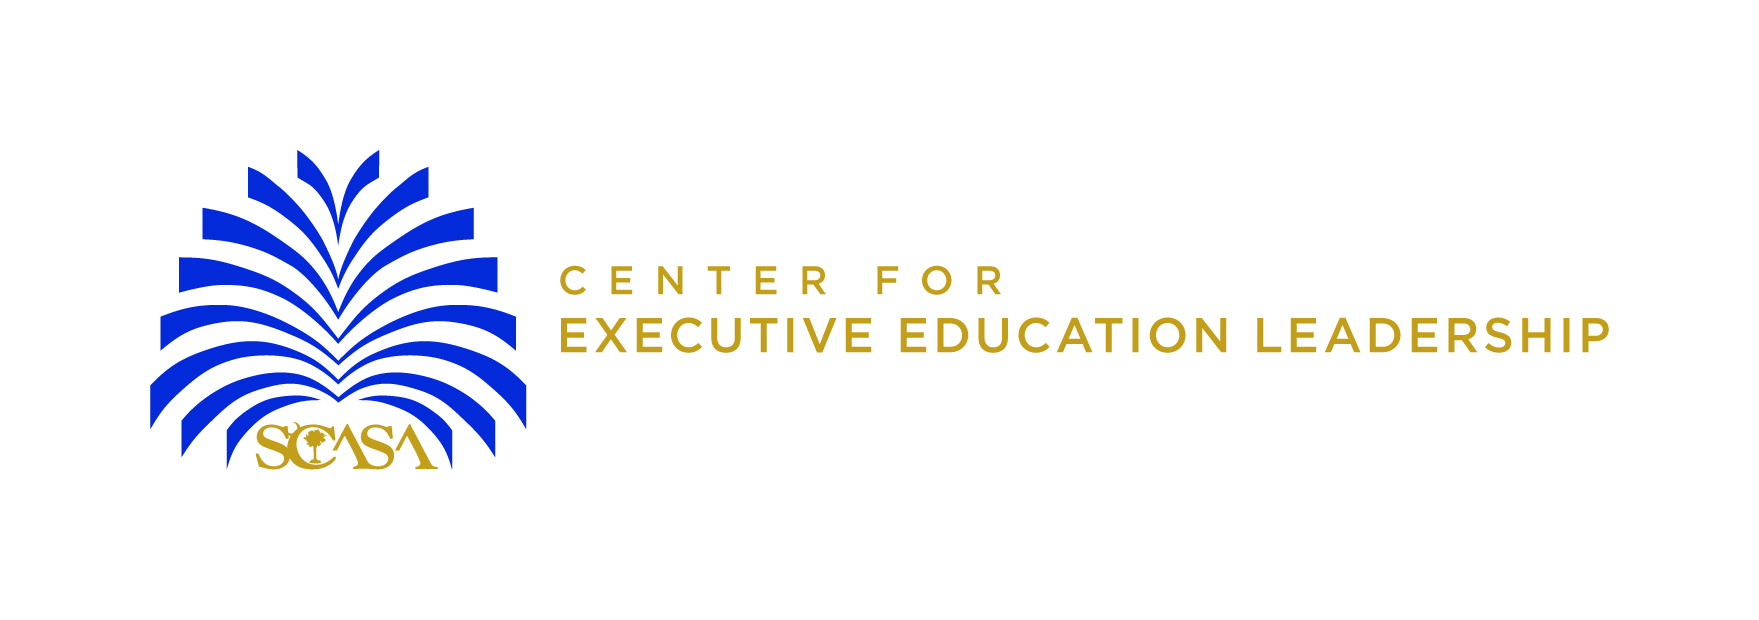 CENTER FOR
EXECUTIVE EDUCATION LEADERSHIP
SCASA